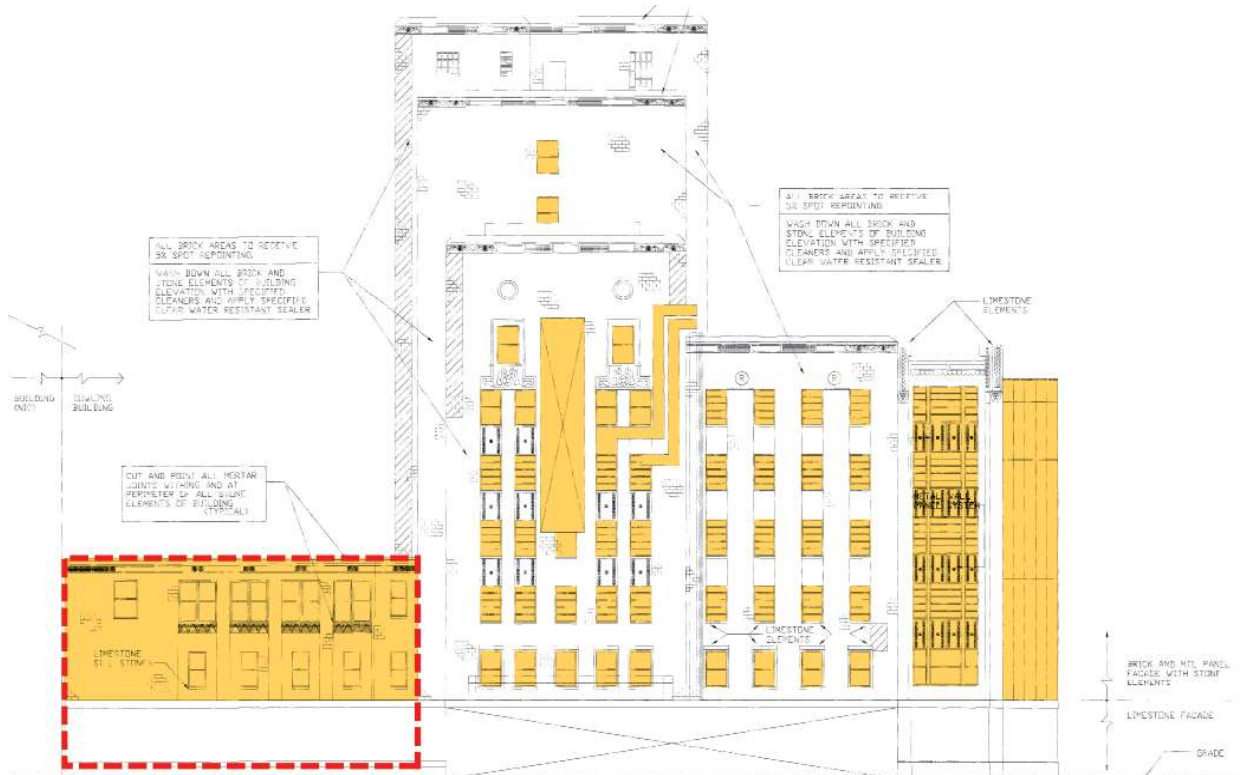 ALL BRICK AREAS TO RECEIVE
5% SPOT REPOINTING
WASH DOWN ALL BRICK AND
STONE ELEMENTS OF BUILDING
ELEVATION WITH SPECIFIED
CLEANERS AND APPLY SPECIFIED
CLEAR WATER RESISTANT SEALER
ALL BRICK AREAS TO RECEIVE
5% SPOT REPOINTING
WASH DOWN ALL BRICK AND
STONE ELEMENTS OF BUILDING
ELEVATION WITH SPECIFIED
CLEANERS AND APPLY SPECIFIED
CLEAR WATER RESISTANT SEALER
LIMESTONE
ELEMENTS
BUILDING
DOWLING
BUILDING
CUT AND POINT ALL MORTAR
JOINTS WITHING AND AT
PERIMETER OF ALL STONE
ELEMENTS OF BUILDING
(TYPICAL)
METAL WALL
PANEL SYSTEM
LIMESTONE
SILL STONES
LIMESTONE
ELEMENTS
BRICK AND MTL PANEL
FACADE WITH STONE
ELEMENTS
LIMESTONE FACADE
GRADE